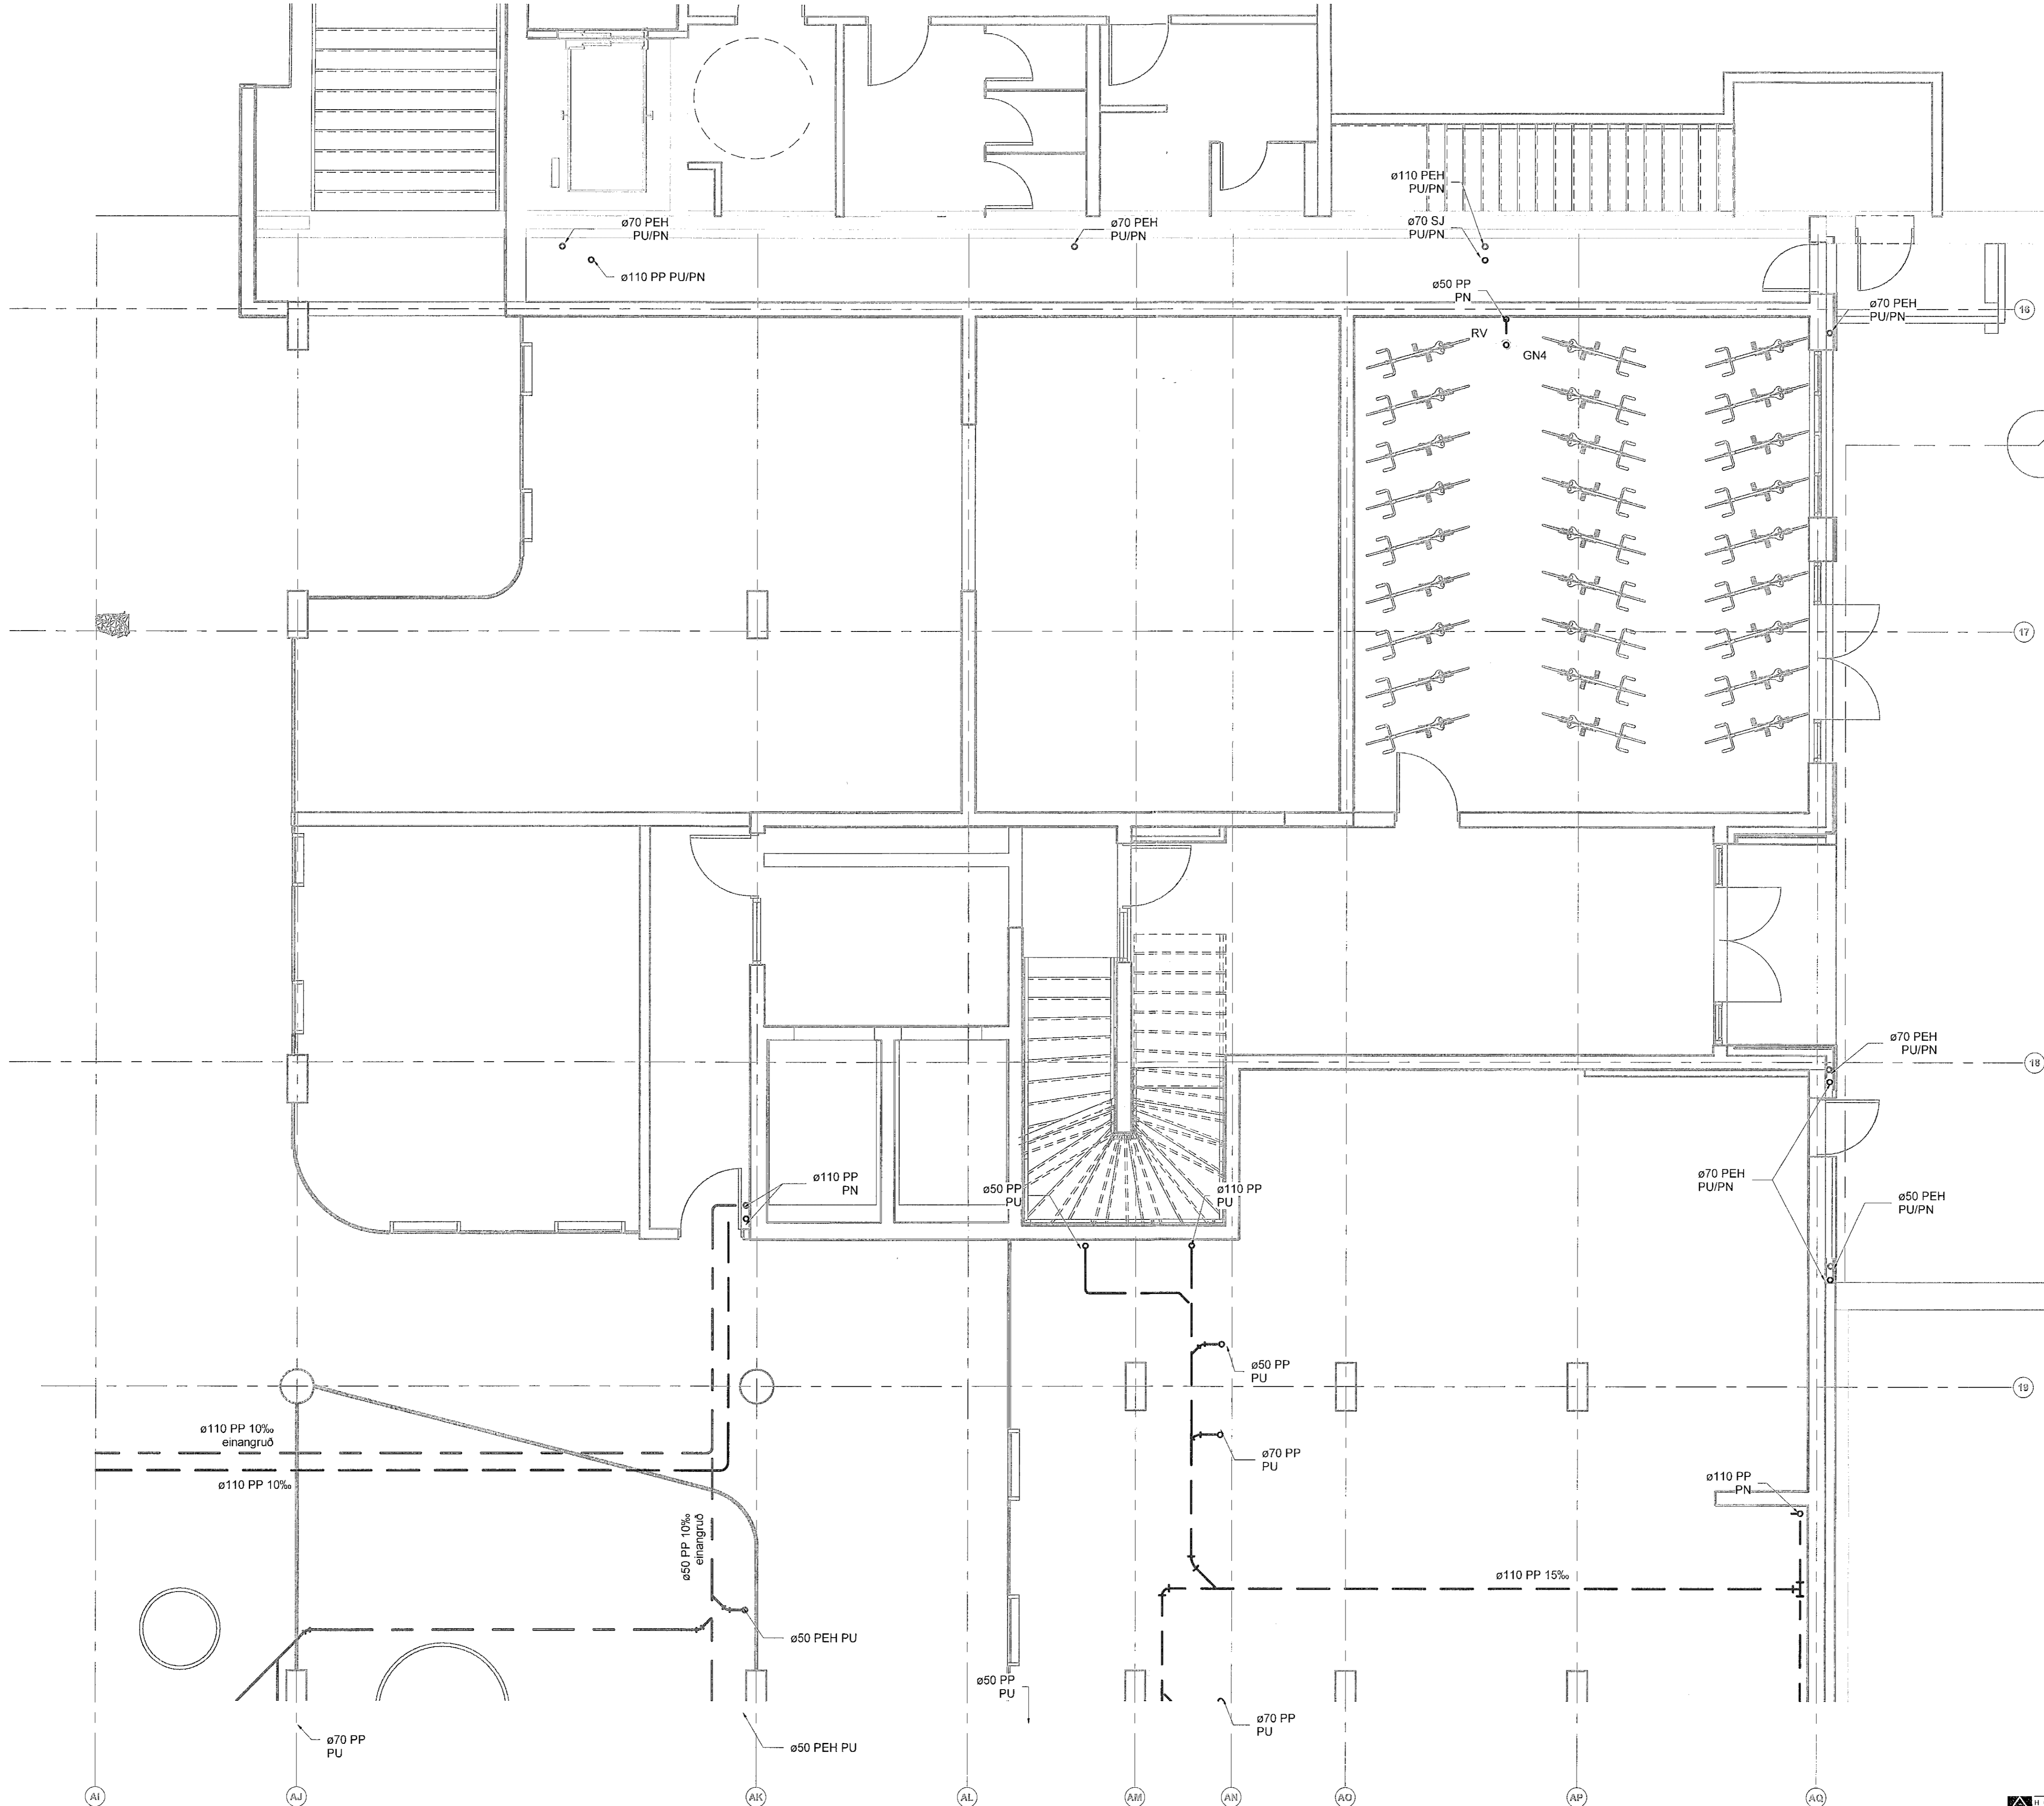 ø110 PEH
PU/PN
ø70 PEH
PU/PN
ø70 PEH
PU/PN
ø70 SJ
PU/PN
ø110 PP PU/PN
ø50 PP
PN
ø70 PEH
PU/PN
16
RV
GN4
17
ø70 PEH
PU/PN
18
ø110 PP
PN
ø50 PP
PU
ø110 PP
PU
ø70 PEH
PU/PN
ø50 PEH
PU/PN
ø50 PP
PU
19
ø110 PP 10‰
einangruð
ø110 PP 10‰
ø70 PP
PU
ø110 PP
PN
ø50 PP 10‰
einangruð
ø110 PP 15‰
ø50 PEH PU
ø50 PP
PU
ø70 PP
PU
ø70 PP
PU
ø50 PEH PU
AI
AJ
AK
AL
AM
AN
AO
AP
AQ
H